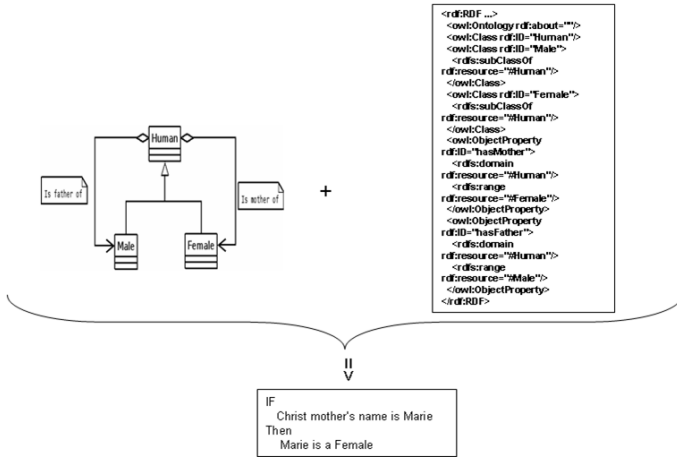 Human
Is father of
Is mother of
Male
Female
+
<rdf:RDF ...>
<owl:Ontology rdf:about=""/>
<owl:Class rdf:ID="Human"/>
<owl:Class rdf:ID="Male">
<rdfs:subClassOf
rdf:resource="#Human"/>
</owl:Class>
<owl:Class rdf:ID="Female">
<rdfs:subClassOf
rdf:resource="#Human"/>
</owl:Class>
<owl:ObjectProperty
rdf:ID="hasMother">
<rdfs:domain
rdf:resource="#Human"/>
<rdfs:range
rdf:resource="#Female"/>
</owl:ObjectProperty>
<owl:ObjectProperty
rdf:ID="hasFather">
<rdfs:domain
rdf:resource="#Human"/>
<rdfs:range
rdf:resource="#Male"/>
</owl:ObjectProperty>
</rdf:RDF>
=>
IF
Christ mother's name is Marie
Then
Marie is a Female